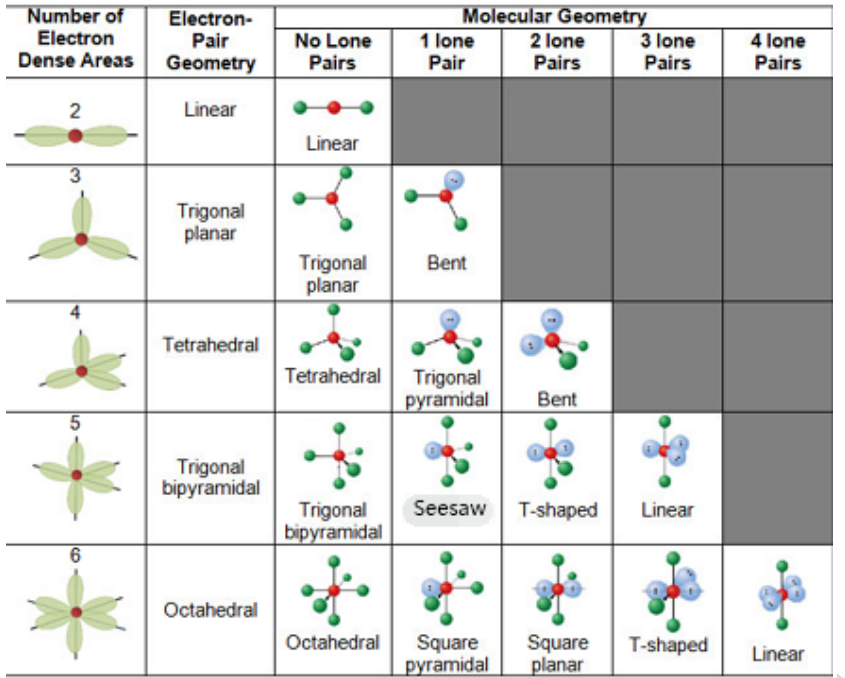 Number of
Electron
Dense Areas
Electron-
Pair
Geometry
Molecular Geometry
No Lone
Pairs
1 lone
Pair
2 lone
Pairs
3 lone
Pairs
4 lone
Pairs
2
Linear
Linear
3
Trigonal
planar
Trigonal
planar
Bent
4
Tetrahedral
Tetrahedral
Trigonal
pyramidal
Bent
5
Trigonal
bipyramidal
Trigonal
bipyramidal
Seesaw
T-shaped
Linear
6
Octahedral
Octahedral
Square
pyramidal
Square
planar
T-shaped
Linear